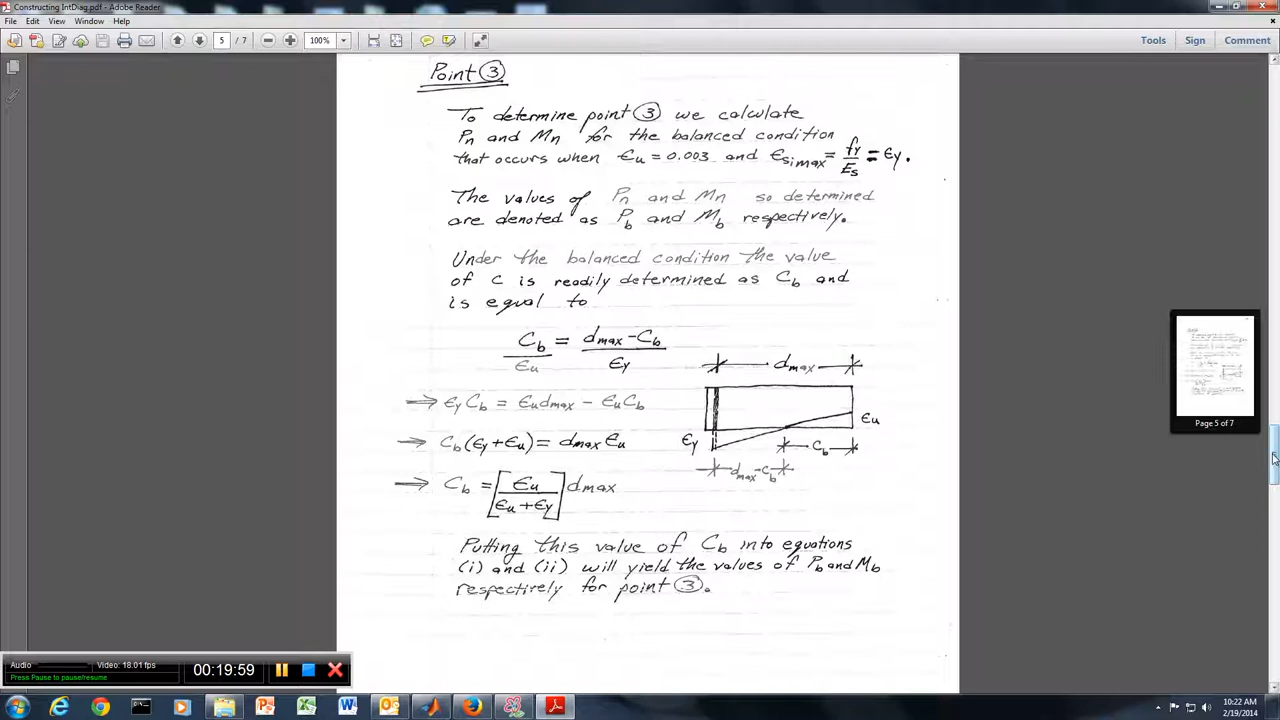 Constructing IntDiag.pdf - Adobe Reader
File Edit View Window Help
5 / 7 100% Tools Sign Comment
Point ③
To determine point ③ we calculate
Pn and Mn for the balanced condition
that occurs when εu = 0.003 and εsimax = fy/Es = εy.
The values of Pn and Mn so determined
are denoted as Pb and Mb respectively.
Under the balanced condition the value
of c is readily determined as Cb and
is equal to
Cb/εu = (dmax - Cb)/εy
dmax
⇒ εy Cb = εu dmax - εu Cb
εu
εy
⇒ Cb(εy + εu) = dmax εu
Cb
dmax - Cb
⇒ Cb = [εu/(εu + εy)] dmax
Putting this value of Cb into equations
(i) and (ii) will yield the values of Pb and Mb
respectively for point ③.
Page 5 of 7
Audio Video: 18.01 fps
Press Pause to pause/resume
00:19:59
10:22 AM
2/19/2014